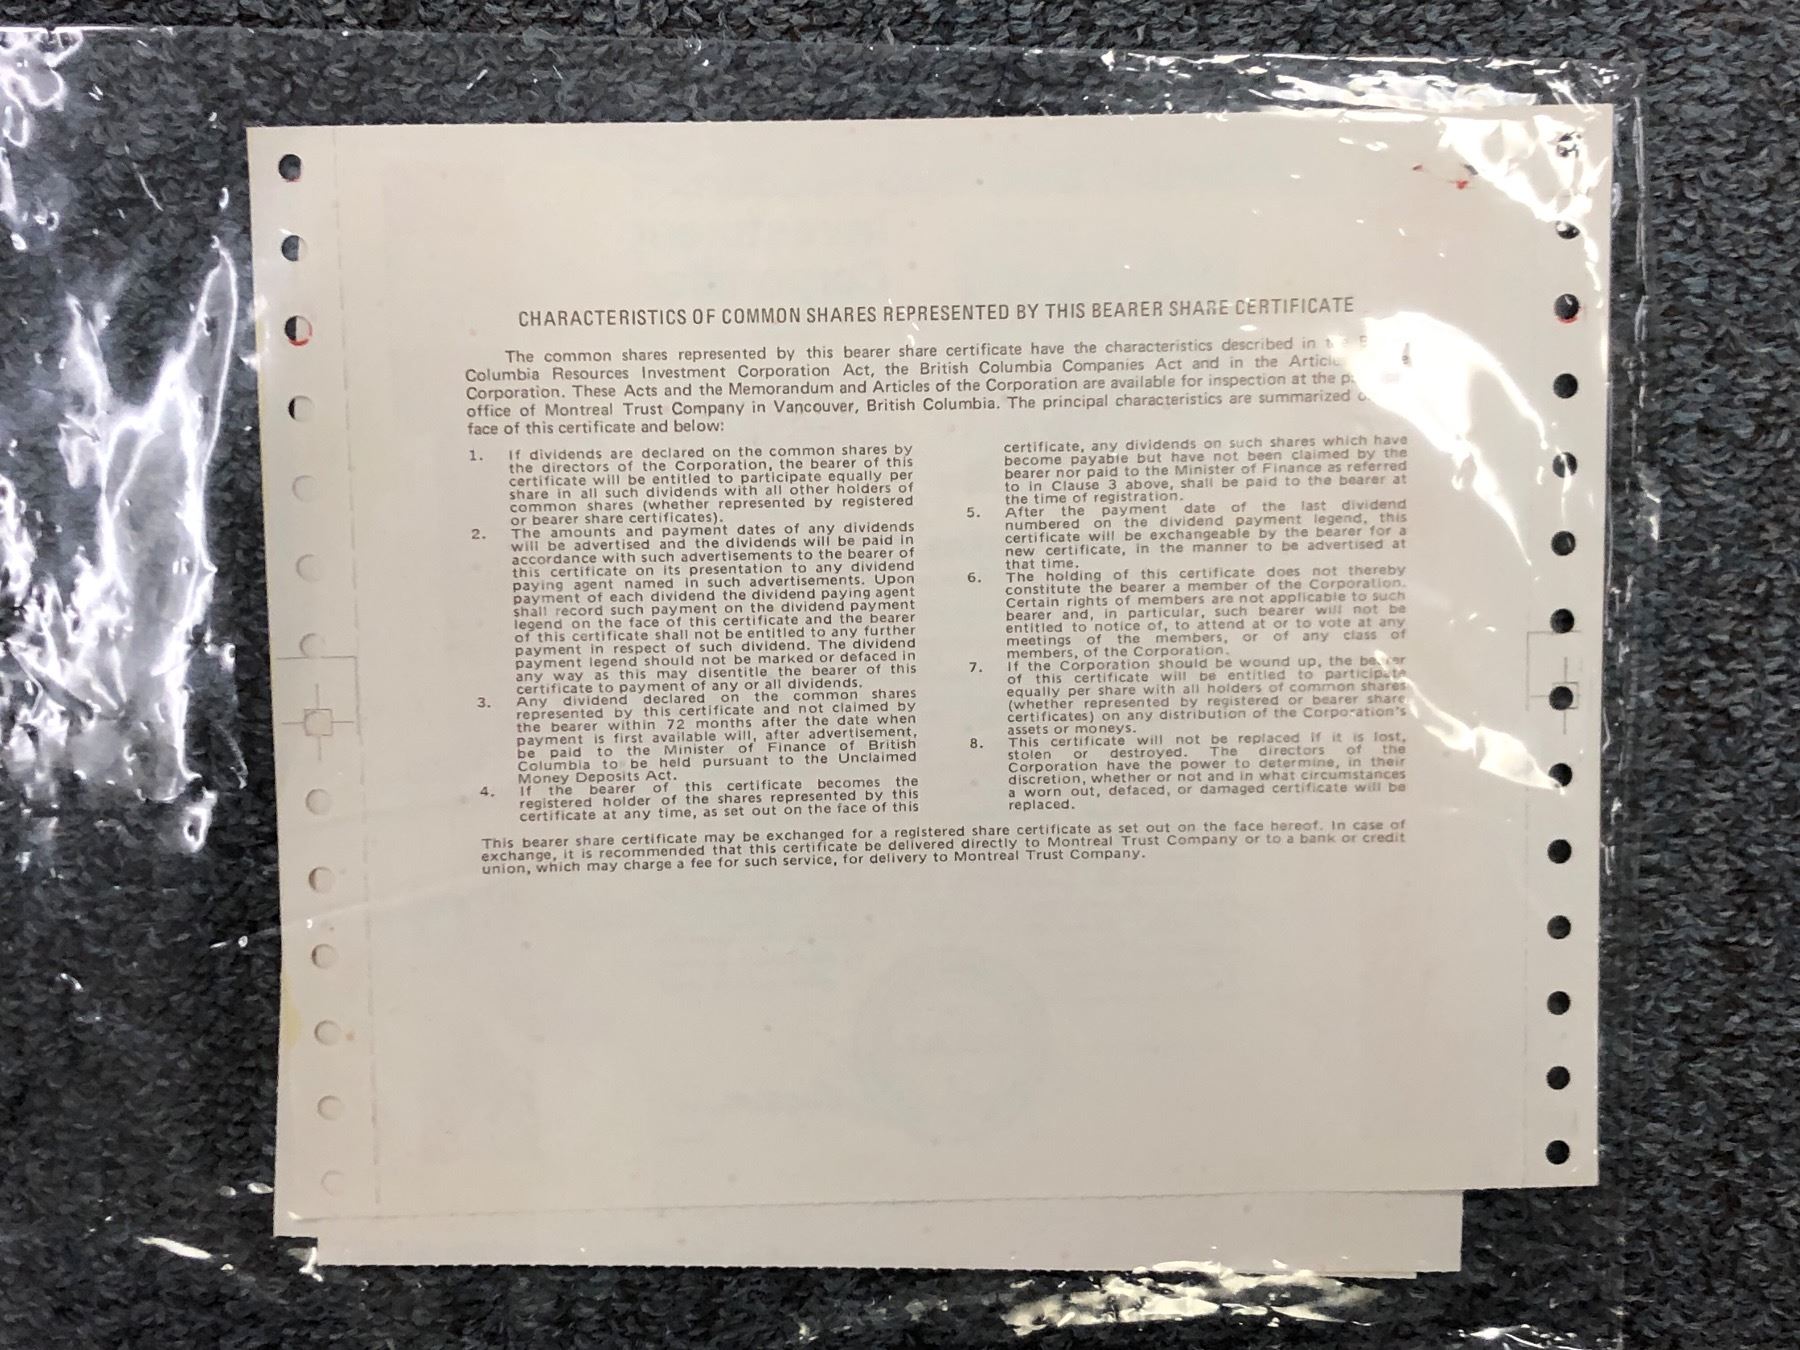 CHARACTERISTICS OF COMMON SHARES REPRESENTED BY THIS BEARER SHARE CERTIFICATE
The common shares represented by this bearer share certificate have the characteristics described in
Columbia Resources Investment Corporation Act, the British Columbia Companies Act and in the
Corporation. These Acts and the Memorandum and Articles of the Corporation are available for inspection at the
office of Montreal Trust Company in Vancouver, British Columbia. The principal characteristics are summarized
face of this certificate and below:
1. If dividends are declared on the common shares by
the directors of the Corporation, the bearer of this
certificate will be entitled to participate equally per
share in all such dividends with all other holders of
common shares (whether represented by registered
or bearer share certificates).
2. The amounts and payment dates of any dividends
will be advertised and the dividends will be paid in
accordance with such advertisements to the bearer of
this certificate on its presentation to any dividend
paying agent named in such advertisements. Upon
payment of each dividend the dividend paying agent
shall record such payment on the dividend payment
legend on the face of this certificate and the bearer
of this certificate shall not be entitled to any further
payment in respect of such dividend. The dividend
payment legend should not be marked or defaced in
any way as this may disentitle the bearer of this
certificate to payment of any or all dividends.
3. Any dividend declared on the common shares
represented by this certificate and not claimed by
the bearer within 72 months after the date when
payment is first available will, after advertisement,
be paid to the Minister of Finance of British
Columbia to be held pursuant to the Unclaimed
Money Deposits Act.
4. If the bearer of this certificate becomes the
registered holder of the shares represented by this
certificate at any time, as set out on the face of this
certificate, any dividends on such shares which have
become payable but have not been claimed by the
bearer nor paid to the Minister of Finance as referred
to in Clause 3 above, shall be paid to the bearer at
the time of registration.
5. After the payment date of the last dividend
numbered on the dividend payment legend, this
certificate will be exchangeable by the bearer for a
new certificate, in the manner to be advertised at
that time.
6. The holding of this certificate does not thereby
constitute the bearer a member of the Corporation.
Certain rights of members are not applicable to such
bearer and, in particular, such bearer will not be
entitled to notice of, to attend at or to vote at any
meetings of the members, or of any class of
members, of the Corporation.
7. If the Corporation should be wound up, the bearer
of this certificate will be entitled to participate
equally per share with all holders of common shares
(whether represented by registered or bearer share
certificates) on any distribution of the Corporation's
assets or moneys.
8. This certificate will not be replaced if it is lost,
stolen or destroyed. The directors of the
Corporation have the power to determine, in their
discretion, whether or not and in what circumstances
a worn out, defaced, or damaged certificate will be
replaced.
This bearer share certificate may be exchanged for a registered share certificate as set out on the face hereof. In case of
exchange, it is recommended that this certificate be delivered directly to Montreal Trust Company or to a bank or credit
union, which may charge a fee for such service, for delivery to Montreal Trust Company.